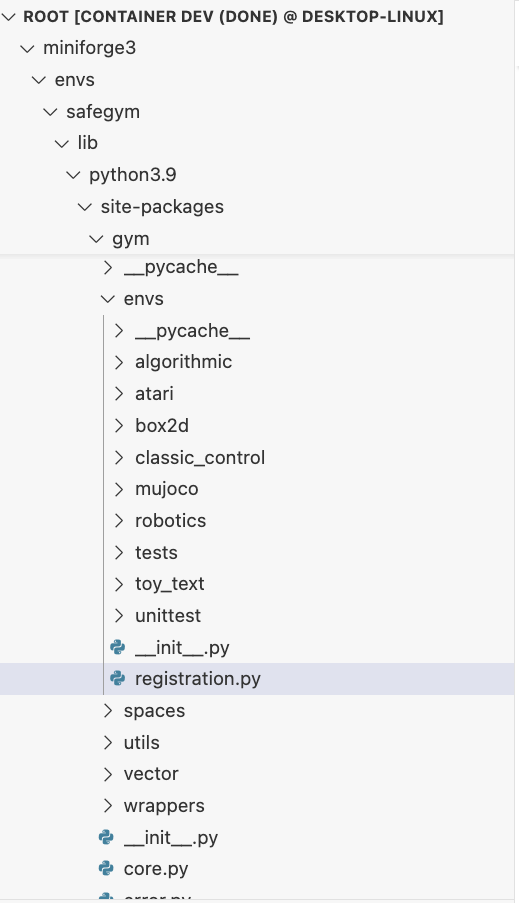 ROOT [CONTAINER DEV (DONE) @ DESKTOP-LINUX]
miniforge3
envs
safegym
lib
python3.9
site-packages
gym
__pycache__
envs
__pycache__
algorithmic
atari
box2d
classic_control
mujoco
robotics
tests
toy_text
unittest
__init__.py
registration.py
spaces
utils
vector
wrappers
__init__.py
core.py
error.py